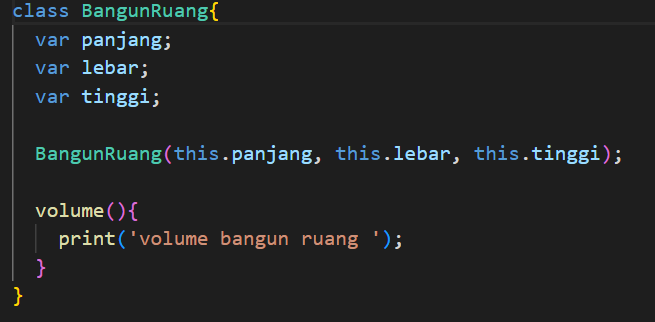 class BangunRuang{
  var panjang;
  var lebar;
  var tinggi;

  BangunRuang(this.panjang, this.lebar, this.tinggi);

  volume(){
    print('volume bangun ruang ');
  }
}